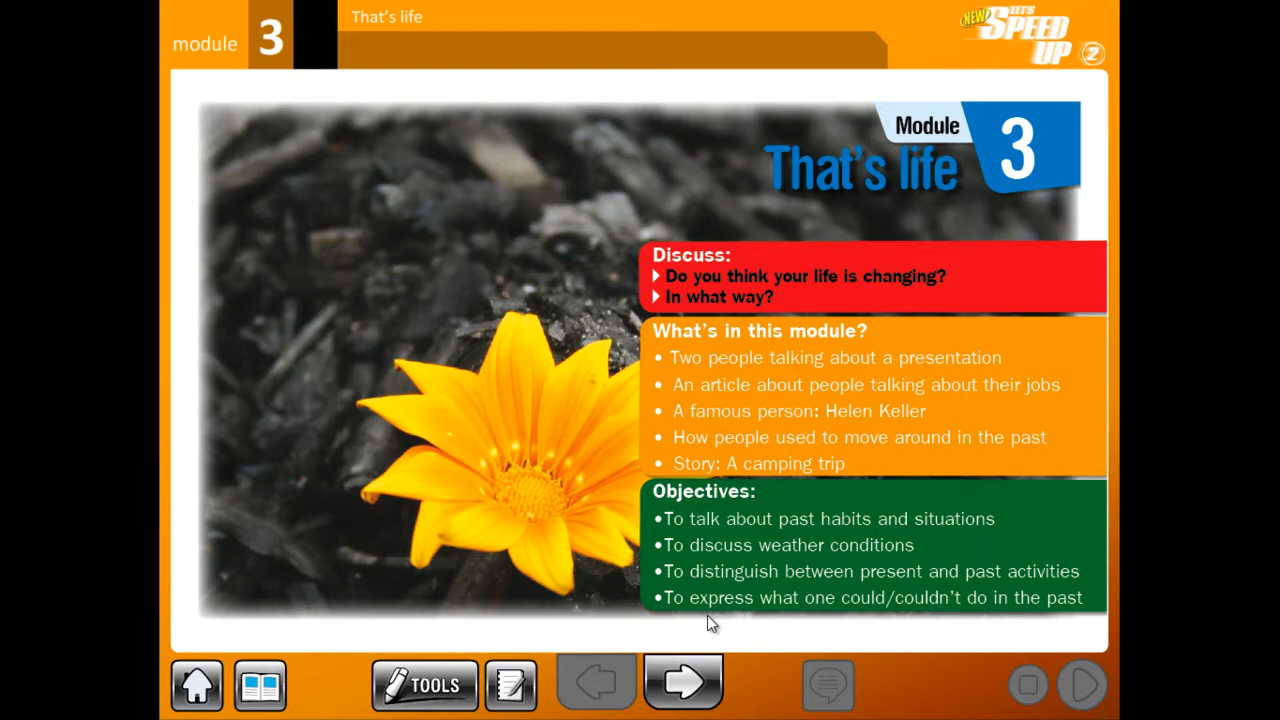 module 3
That's life
NEW LET'S
SPEED
UP 2
Module 3
That's life
Discuss:
Do you think your life is changing?
In what way?
What's in this module?
• Two people talking about a presentation
• An article about people talking about their jobs
• A famous person: Helen Keller
• How people used to move around in the past
• Story: A camping trip
Objectives:
•To talk about past habits and situations
•To discuss weather conditions
•To distinguish between present and past activities
•To express what one could/couldn't do in the past
TOOLS